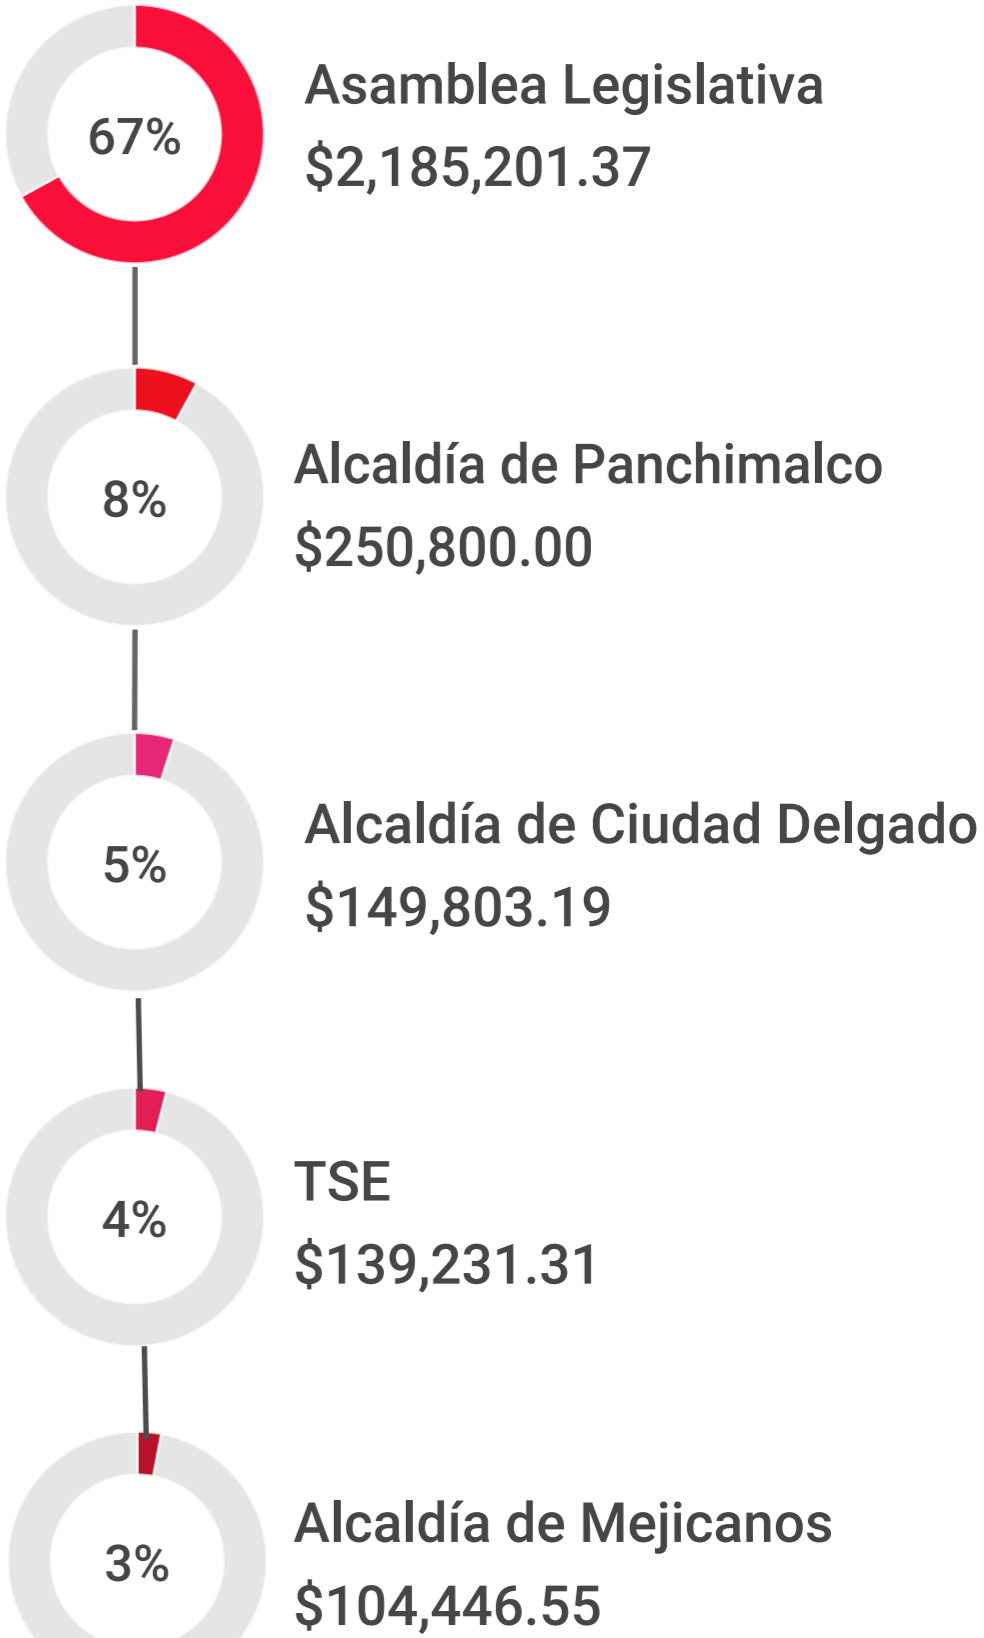 67%
Asamblea Legislativa
$2,185,201.37
8%
Alcaldía de Panchimalco
$250,800.00
5%
Alcaldía de Ciudad Delgado
$149,803.19
4%
TSE
$139,231.31
3%
Alcaldía de Mejicanos
$104,446.55